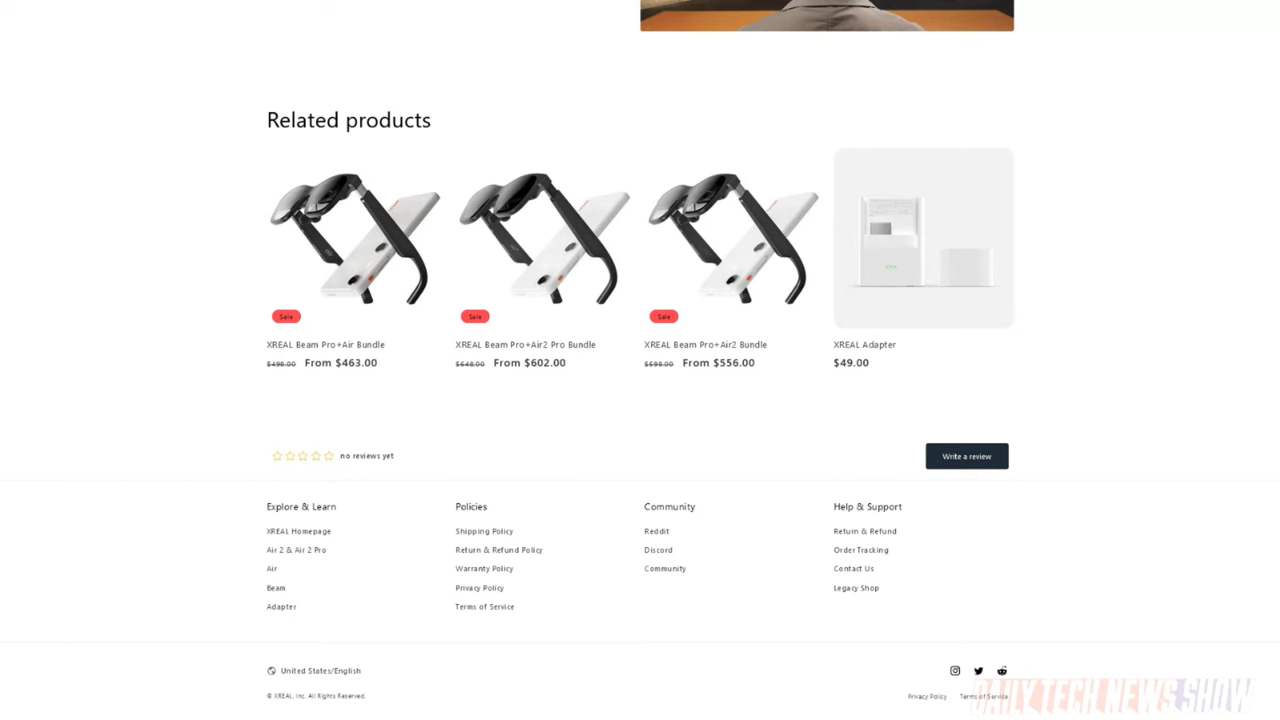 Related products
Sale
Sale
Sale
XREAL Beam Pro+Air Bundle
$498.00 From $463.00
XREAL Beam Pro+Air2 Pro Bundle
$648.00 From $602.00
XREAL Beam Pro+Air2 Bundle
$598.00 From $556.00
XREAL Adapter
$49.00
no reviews yet
Write a review
Explore & Learn
XREAL Homepage
Air 2 & Air 2 Pro
Air
Beam
Adapter
Policies
Shipping Policy
Return & Refund Policy
Warranty Policy
Privacy Policy
Terms of Service
Community
Reddit
Discord
Community
Help & Support
Return & Refund
Order Tracking
Contact Us
Legacy Shop
United States/English
© XREAL, Inc. All Rights Reserved.
Privacy Policy Terms of Service
DAILY TECH NEWS SHOW